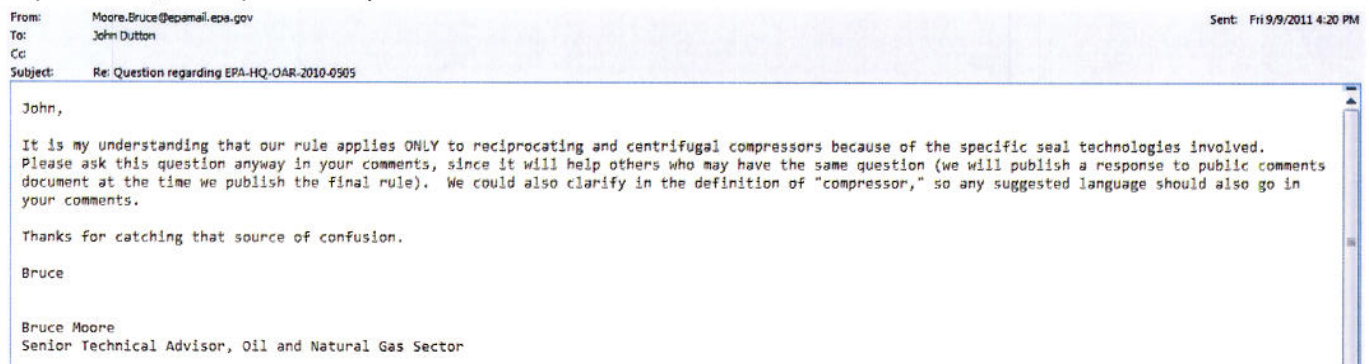 From: Moore.Bruce@epamail.epa.gov Sent: Fri 9/9/2011 4:20 PM
To: John Dutton
Cc:
Subject: Re: Question regarding EPA-HQ-OAR-2010-0505
John,
It is my understanding that our rule applies ONLY to reciprocating and centrifugal compressors because of the specific seal technologies involved.
Please ask this question anyway in your comments, since it will help others who may have the same question (we will publish a response to public comments
document at the time we publish the final rule). We could also clarify in the definition of "compressor," so any suggested language should also go in
your comments.
Thanks for catching that source of confusion.
Bruce
Bruce Moore
Senior Technical Advisor, Oil and Natural Gas Sector